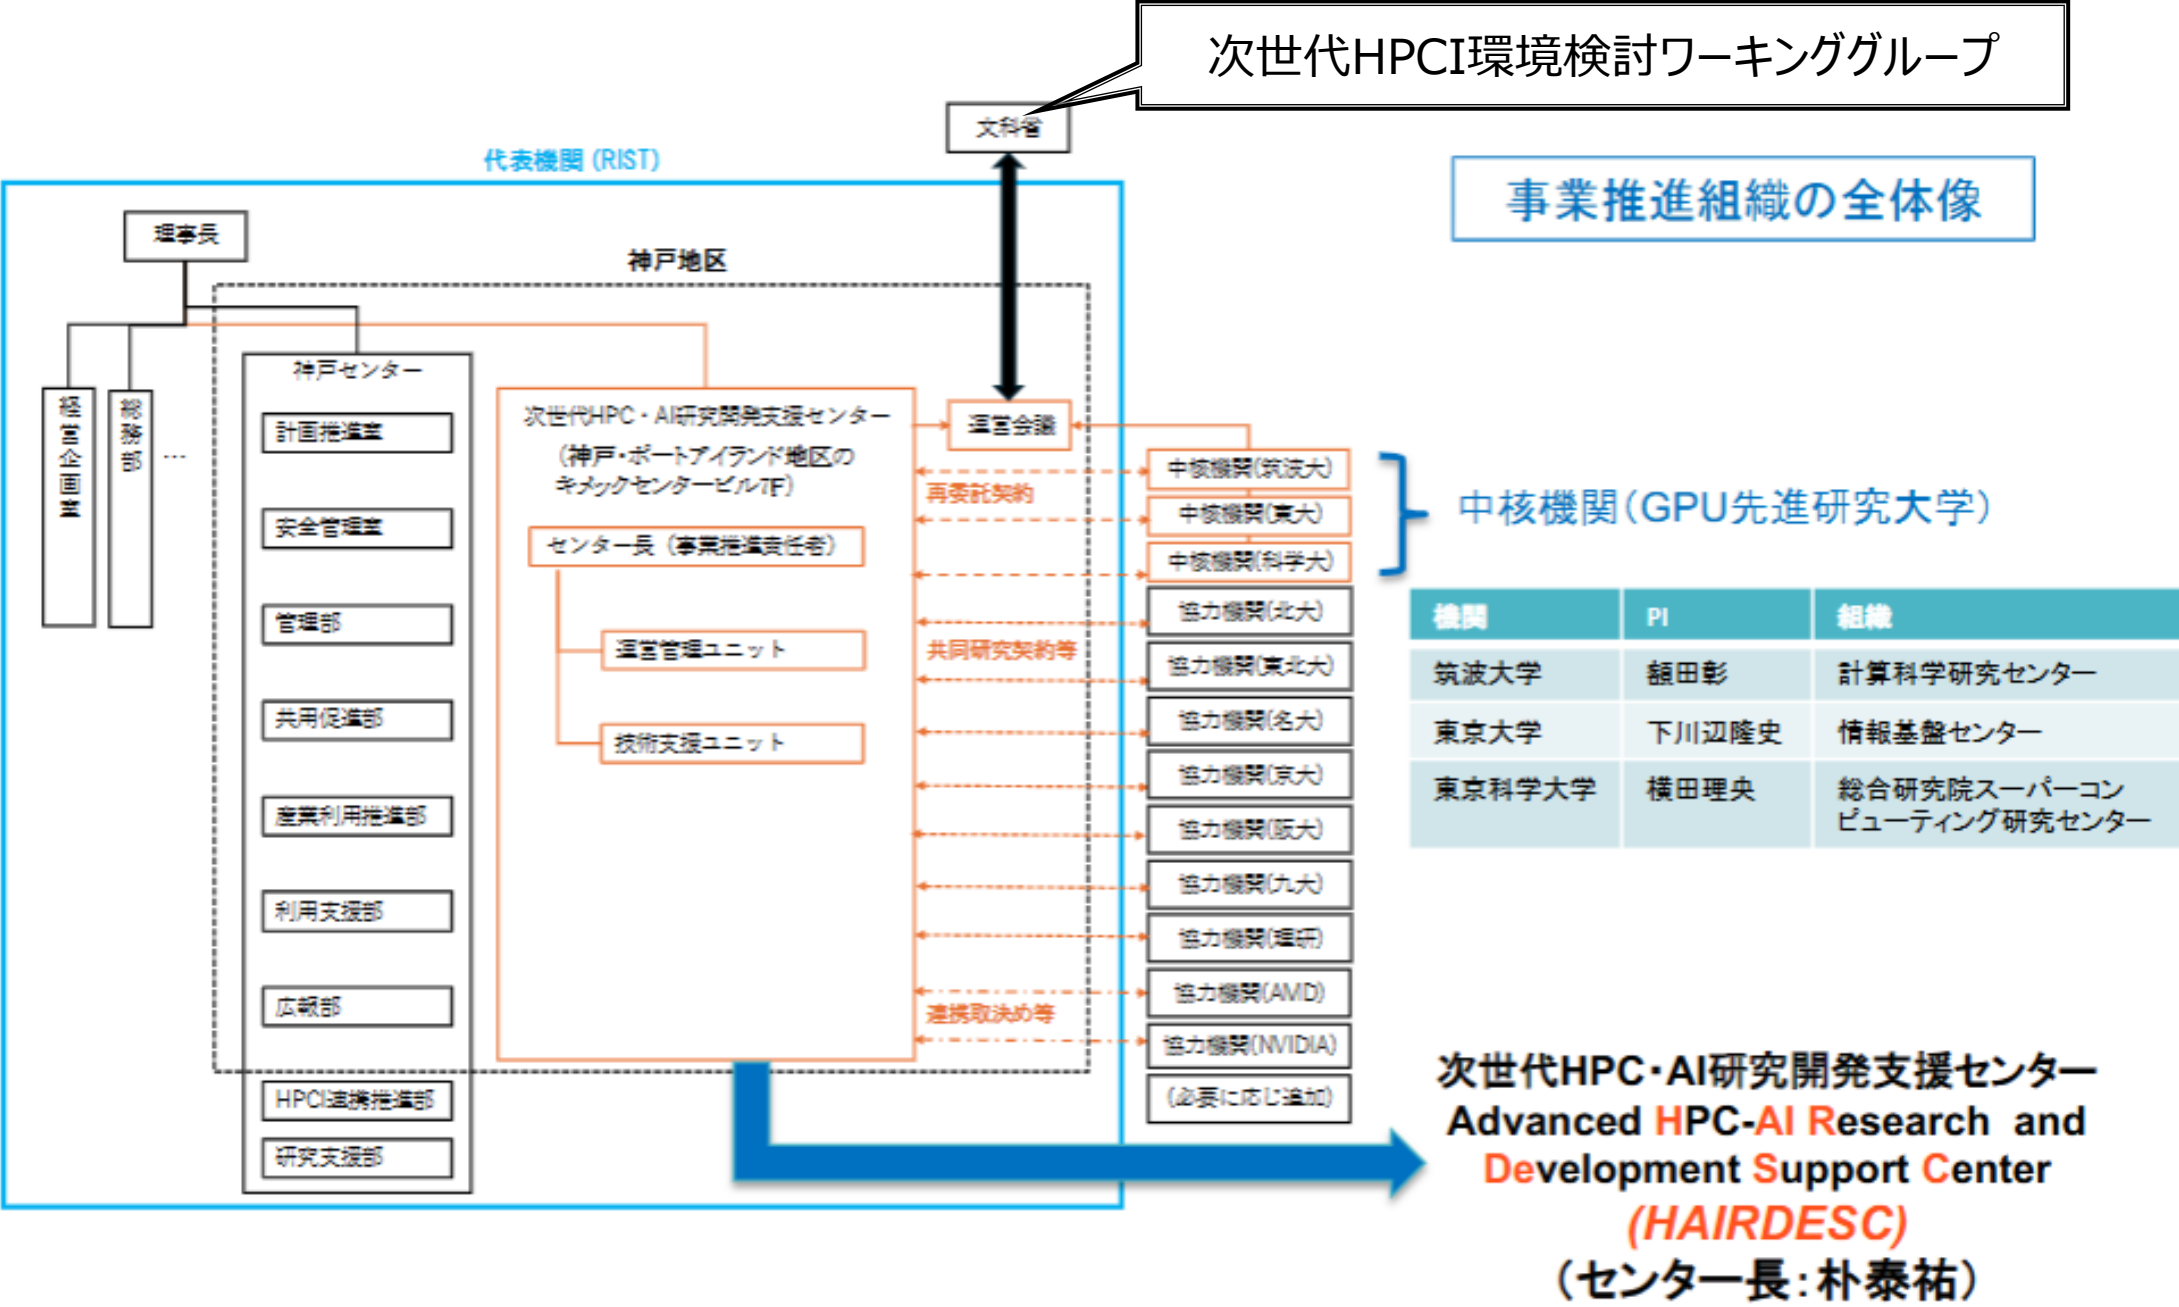 次世代HPCI環境検討ワーキンググループ
文科省
代表機関 (RIST)
事業推進組織の全体像
理事長
神戸地区
経営企画室
総務部
…
神戸センター
計画推進室
安全管理室
管理部
共用促進部
産業利用推進部
利用支援部
広報部
HPCI連携推進部
研究支援部
次世代HPC・AI研究開発支援センター
（神戸・ポートアイランド地区の
キメックセンタービル7F）
センター長（事業推進責任者）
運営管理ユニット
技術支援ユニット
運営会議
再委託契約
共同研究契約等
連携取決め等
中核機関(筑波大)
中核機関(東大)
中核機関(科学大)
協力機関(北大)
協力機関(東北大)
協力機関(名大)
協力機関(京大)
協力機関(阪大)
協力機関(九大)
協力機関(理研)
協力機関(AMD)
協力機関(NVIDIA)
(必要に応じ追加)
中核機関（GPU先進研究大学）
機関 PI 組織
筑波大学 額田彰 計算科学研究センター
東京大学 下川辺隆史 情報基盤センター
東京科学大学 横田理央 総合研究院スーパーコン
ピューティング研究センター
次世代HPC・AI研究開発支援センター
Advanced HPC-AI Research and
Development Support Center
(HAIRDESC)
（センター長：朴泰祐）